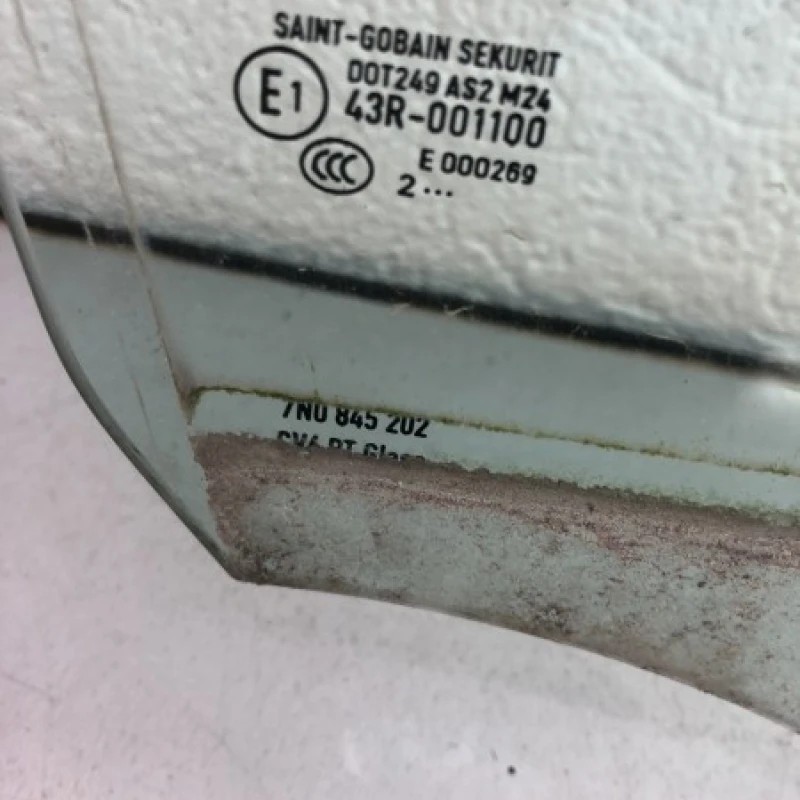 SAINT-GOBAIN SEKURIT
DOT249 AS2 M24
E1 43R-001100
CCC E 000269
2...
7N0 845 202